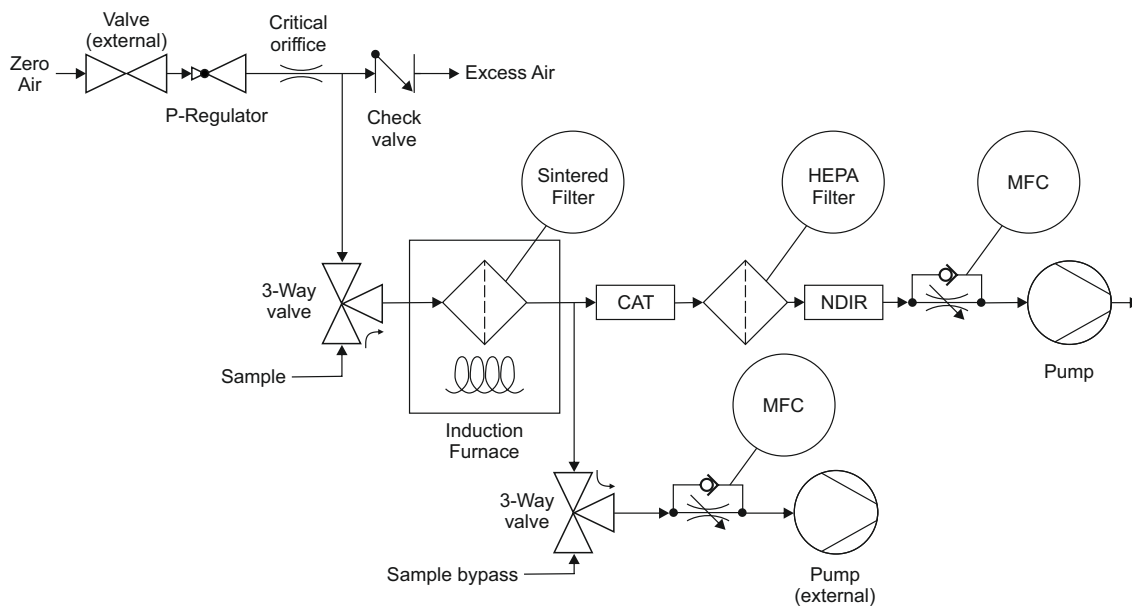 Valve
(external)
Critical
oriffice
Zero
Air
Excess Air
P-Regulator
Check
valve
Sintered
Filter
HEPA
Filter
MFC
3-Way
valve
CAT
NDIR
Sample
Pump
Induction
Furnace
MFC
3-Way
valve
Sample bypass
Pump
(external)